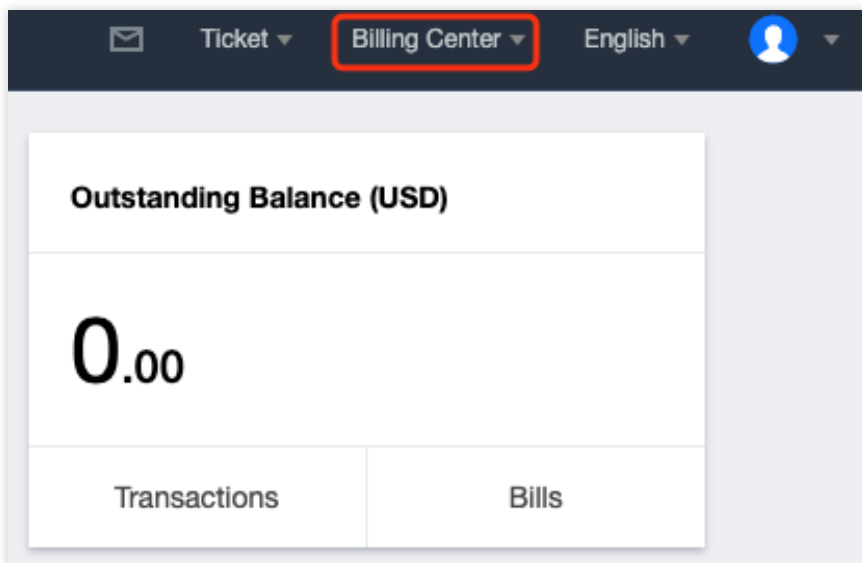 Ticket Billing Center English
Outstanding Balance (USD)
0.00
Transactions Bills